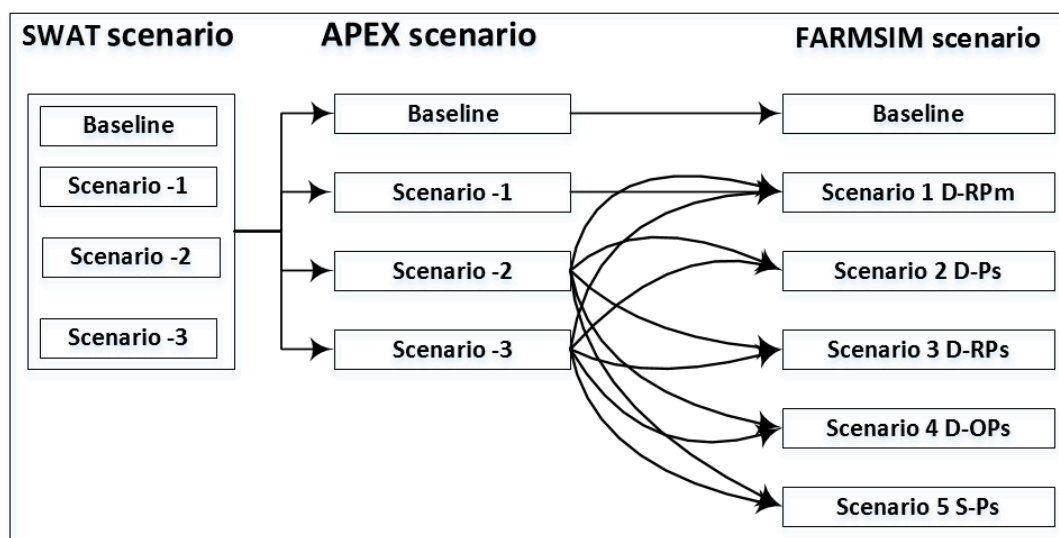 SWAT scenario
APEX scenario
FARMSIM scenario
Baseline
Scenario -1
Scenario -2
Scenario -3
Baseline
Scenario -1
Scenario -2
Scenario -3
Baseline
Scenario 1 D-RPm
Scenario 2 D-Ps
Scenario 3 D-RPs
Scenario 4 D-OPs
Scenario 5 S-Ps